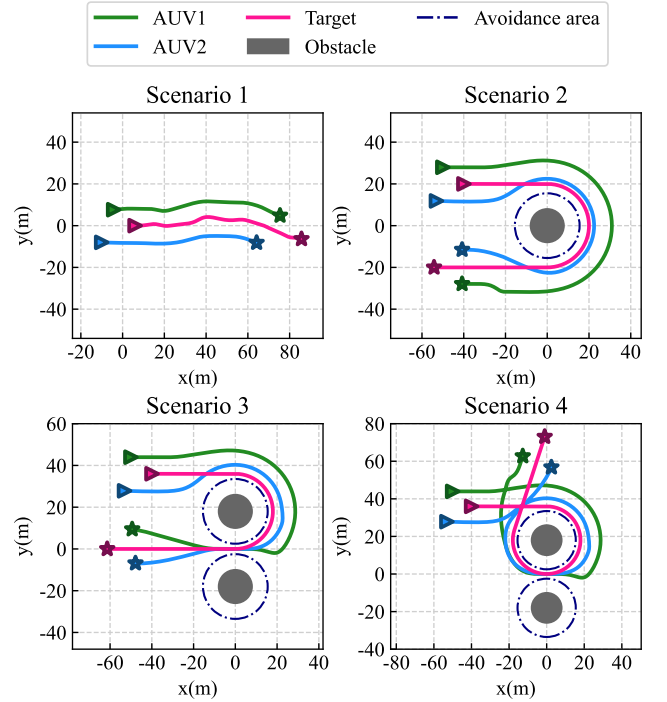 AUV1 Target Avoidance area
AUV2 Obstacle
Scenario 1
y(m)
40
20
0
-20
-40
-20 0 20 40 60 80
x(m)
Scenario 2
y(m)
40
20
0
-20
-40
-60 -40 -20 0 20 40
x(m)
Scenario 3
y(m)
60
40
20
0
-20
-40
-60 -40 -20 0 20 40
x(m)
Scenario 4
y(m)
80
60
40
20
0
-20
-40
-80 -60 -40 -20 0 20 40
x(m)